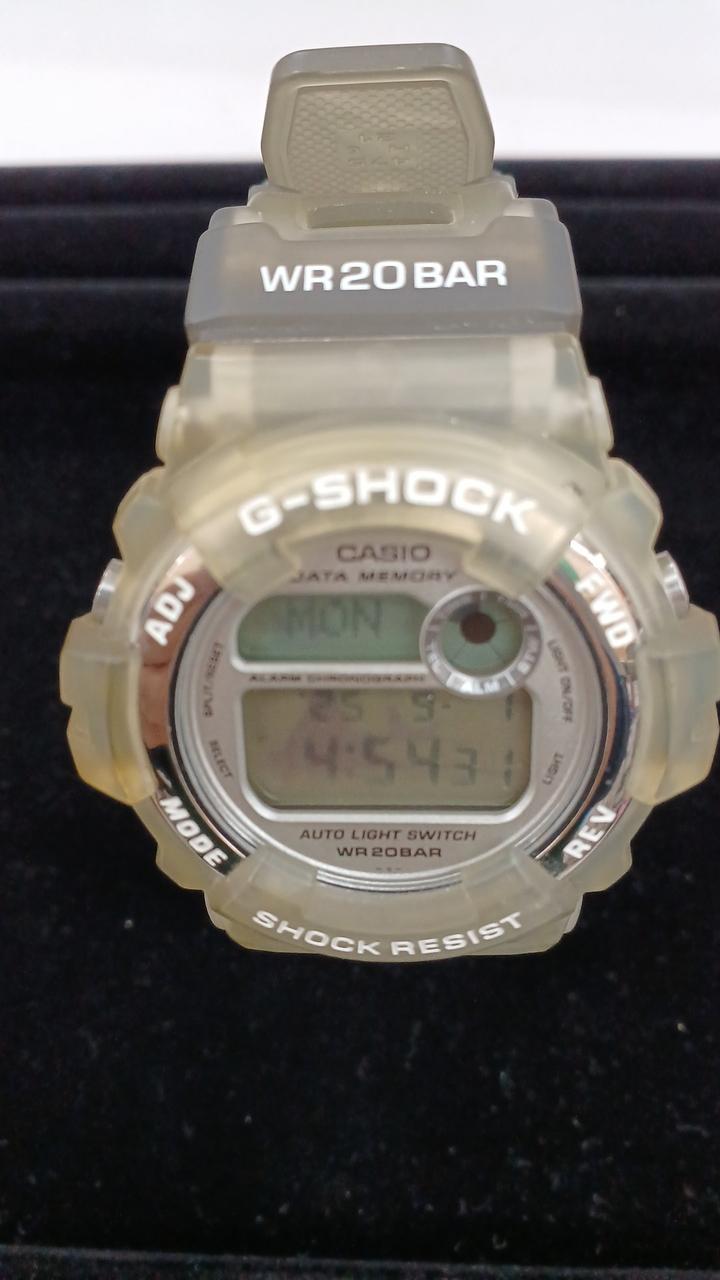 WR20BAR
G-SHOCK
CASIO
DATA MEMORY
ADJ
FWD
MON
SPLIT/RESET
LIGHT ON/OFF
ALARM CHRONOGRAPH
4:54 31
SELECT
LIGHT
MODE
REV
AUTO LIGHT SWITCH
WR20BAR
SHOCK RESIST